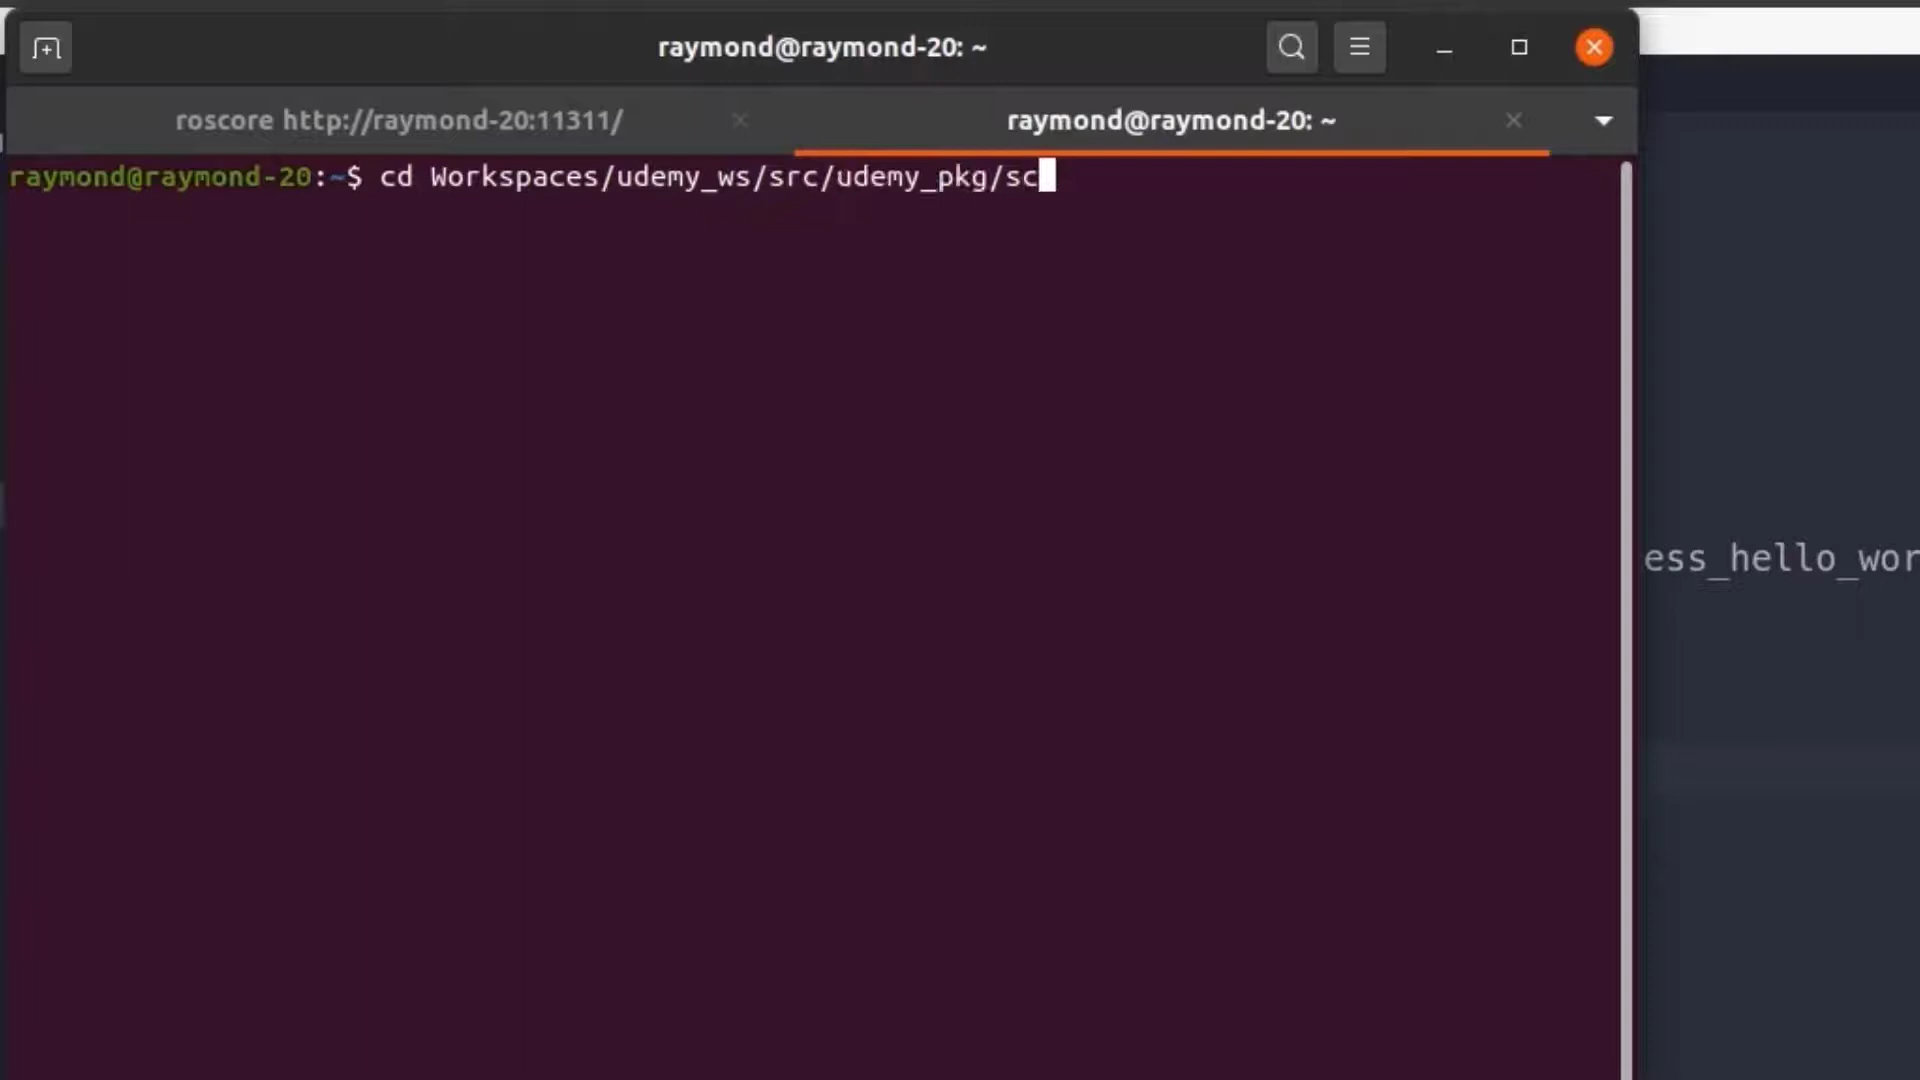 raymond@raymond-20: ~
roscore http://raymond-20:11311/
raymond@raymond-20: ~
raymond@raymond-20:~$ cd Workspaces/udemy_ws/src/udemy_pkg/sc
ess_hello_wor